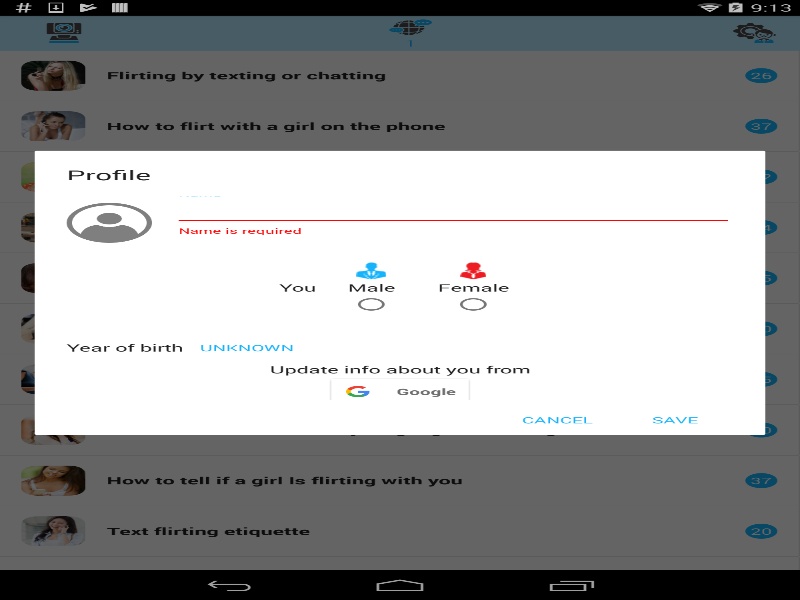 9:13
Flirting by texting or chatting 26
How to flirt with a girl on the phone 37
Profile
Name is required
You Male Female
Year of birth UNKNOWN
Update info about you from
Google
CANCEL SAVE
How to tell if a girl Is flirting with you 37
Text flirting etiquette 20